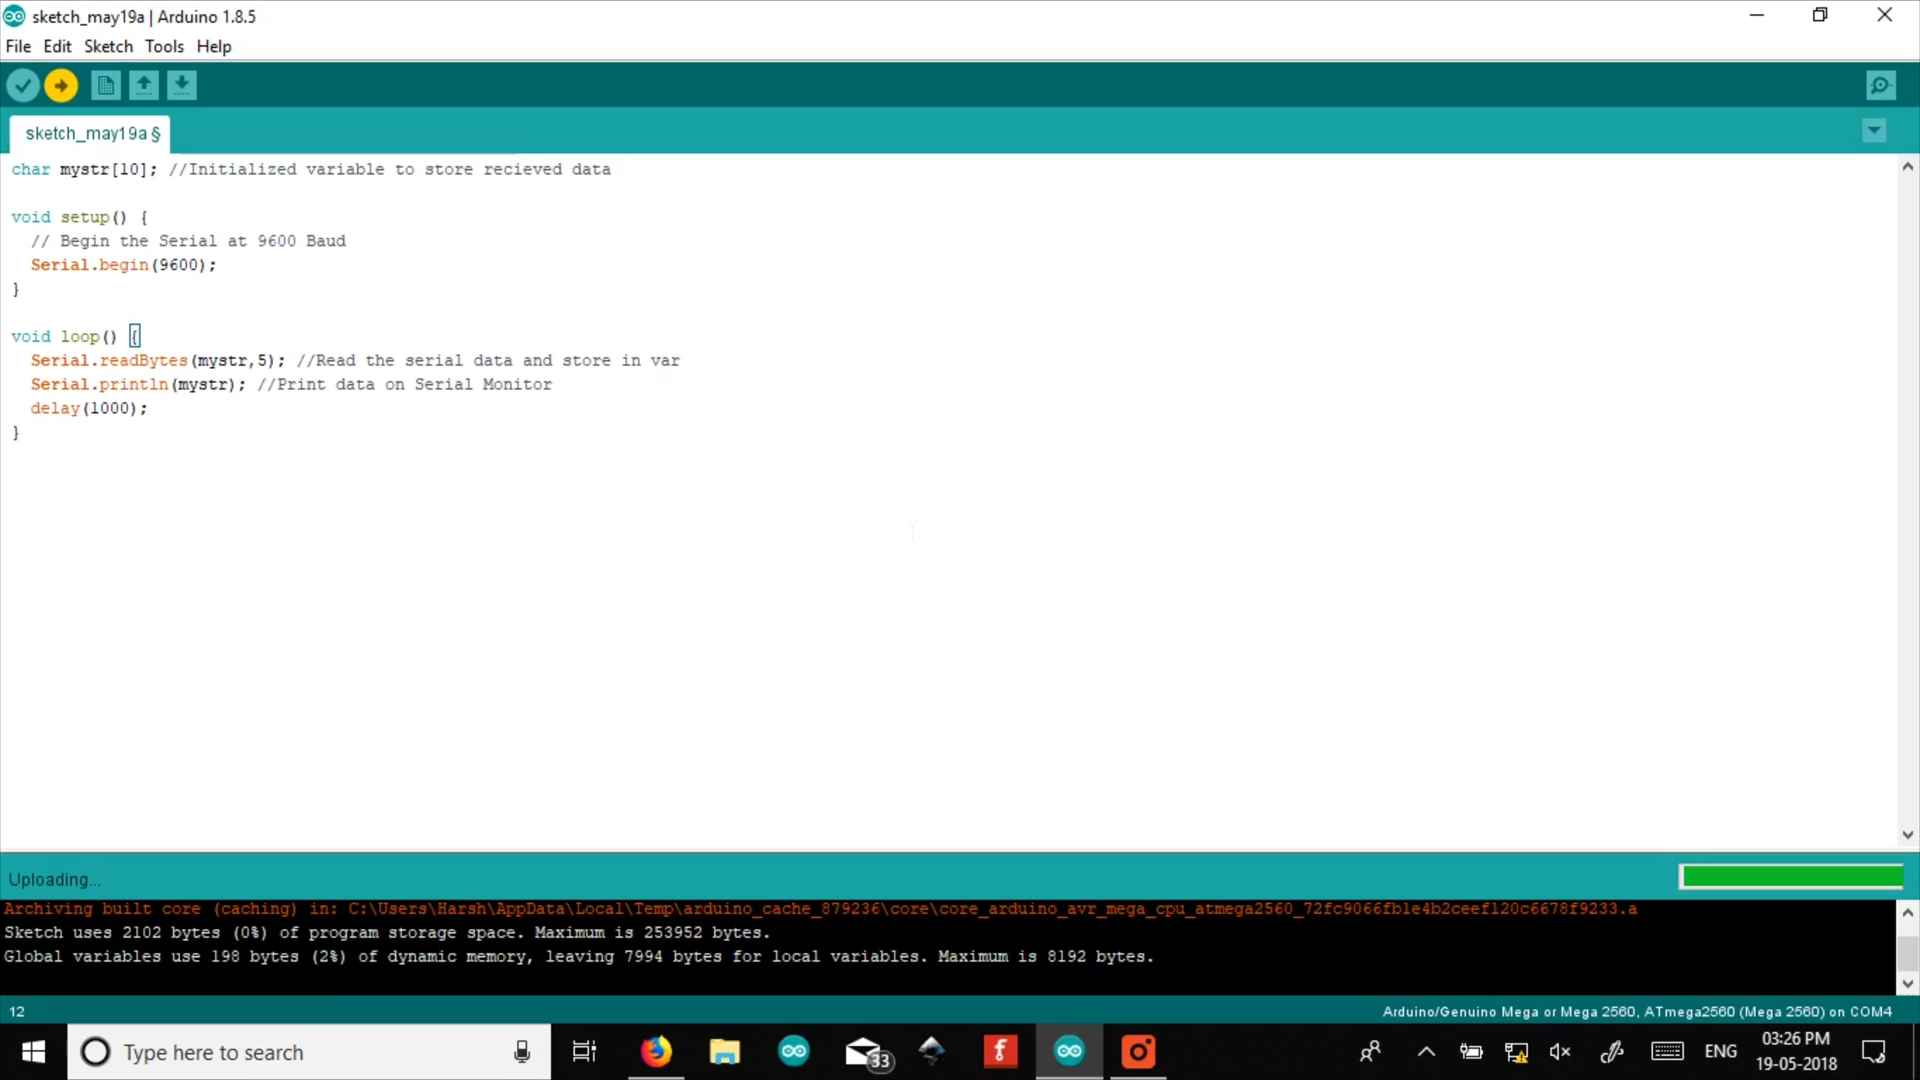 sketch_may19a | Arduino 1.8.5
File Edit Sketch Tools Help
sketch_may19a §
char mystr[10]; //Initialized variable to store recieved data
void setup() {
// Begin the Serial at 9600 Baud
Serial.begin(9600);
}
void loop() {
Serial.readBytes(mystr,5); //Read the serial data and store in var
Serial.println(mystr); //Print data on Serial Monitor
delay(1000);
}
Uploading...
Archiving built core (caching) in: C:\Users\Harsh\AppData\Local\Temp\arduino_cache_879236\core\core_arduino_avr_mega_cpu_atmega2560_72fc9066fb1e4b2ceef120c6678f9233.a
Sketch uses 2102 bytes (0%) of program storage space. Maximum is 253952 bytes.
Global variables use 198 bytes (2%) of dynamic memory, leaving 7994 bytes for local variables. Maximum is 8192 bytes.
12 Arduino/Genuino Mega or Mega 2560, ATmega2560 (Mega 2560) on COM4
Type here to search
33
ENG
03:26 PM
19-05-2018